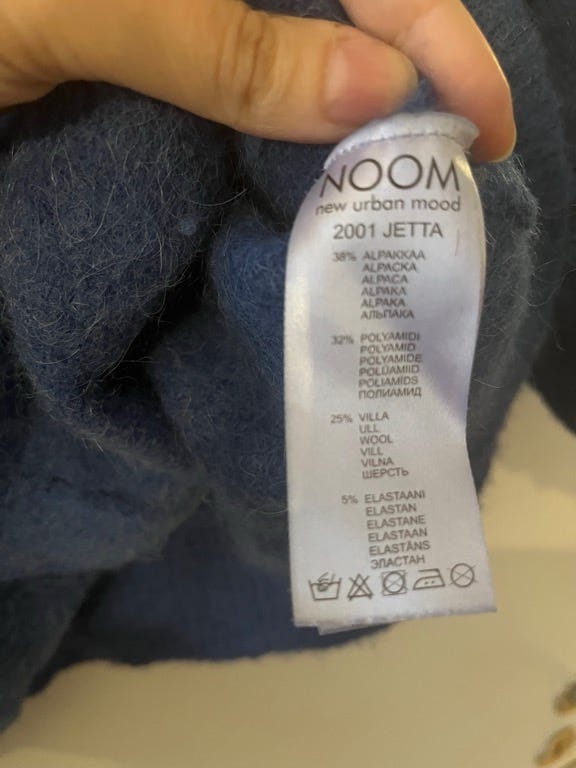 NOOM
new urban mood
2001 JETTA
38% ALPAKKAA
ALPACKA
ALPACA
ALPAKA
ALPAKA
АЛЬПАКА
32% POLYAMIDI
POLYAMID
POLYAMIDE
POLÜAMIID
POLIAMĪDS
ПОЛИАМИД
25% VILLA
ULL
WOOL
VILL
VILNA
ШЕРСТЬ
5% ELASTAANI
ELASTAN
ELASTANE
ELASTAAN
ELASTĀNS
ЭЛАСТАН